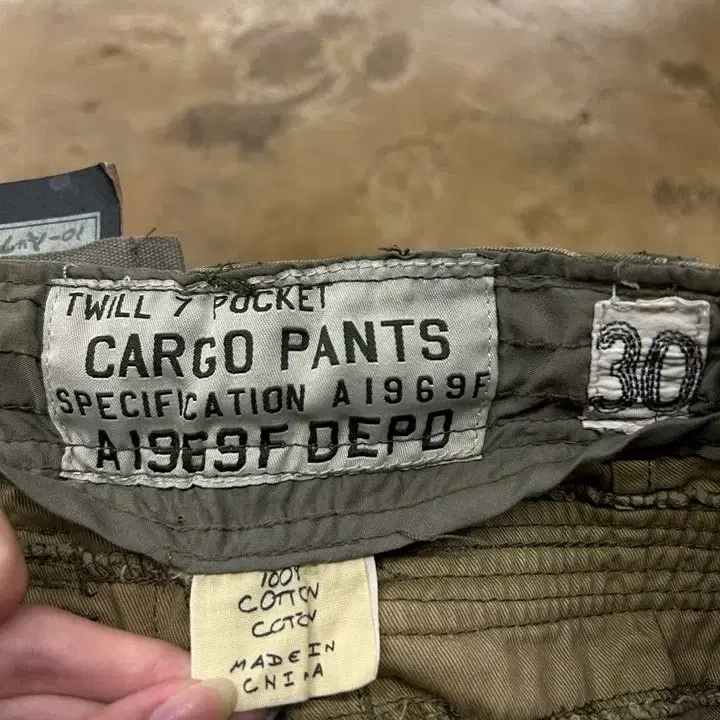 TWILL 7 POCKET
CARGO PANTS
SPECIFICATION A1969F
A1969F DEPO
30
100%
COTTON
COTTON
MADE IN
CHINA